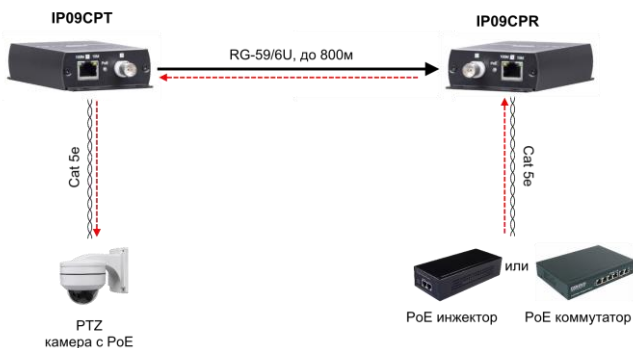 IP09CPT
IP09CPR
RG-59/6U, до 800м
Cat 5e
Cat 5e
или
PTZ
камера с PoE
PoE инжектор
PoE коммутатор